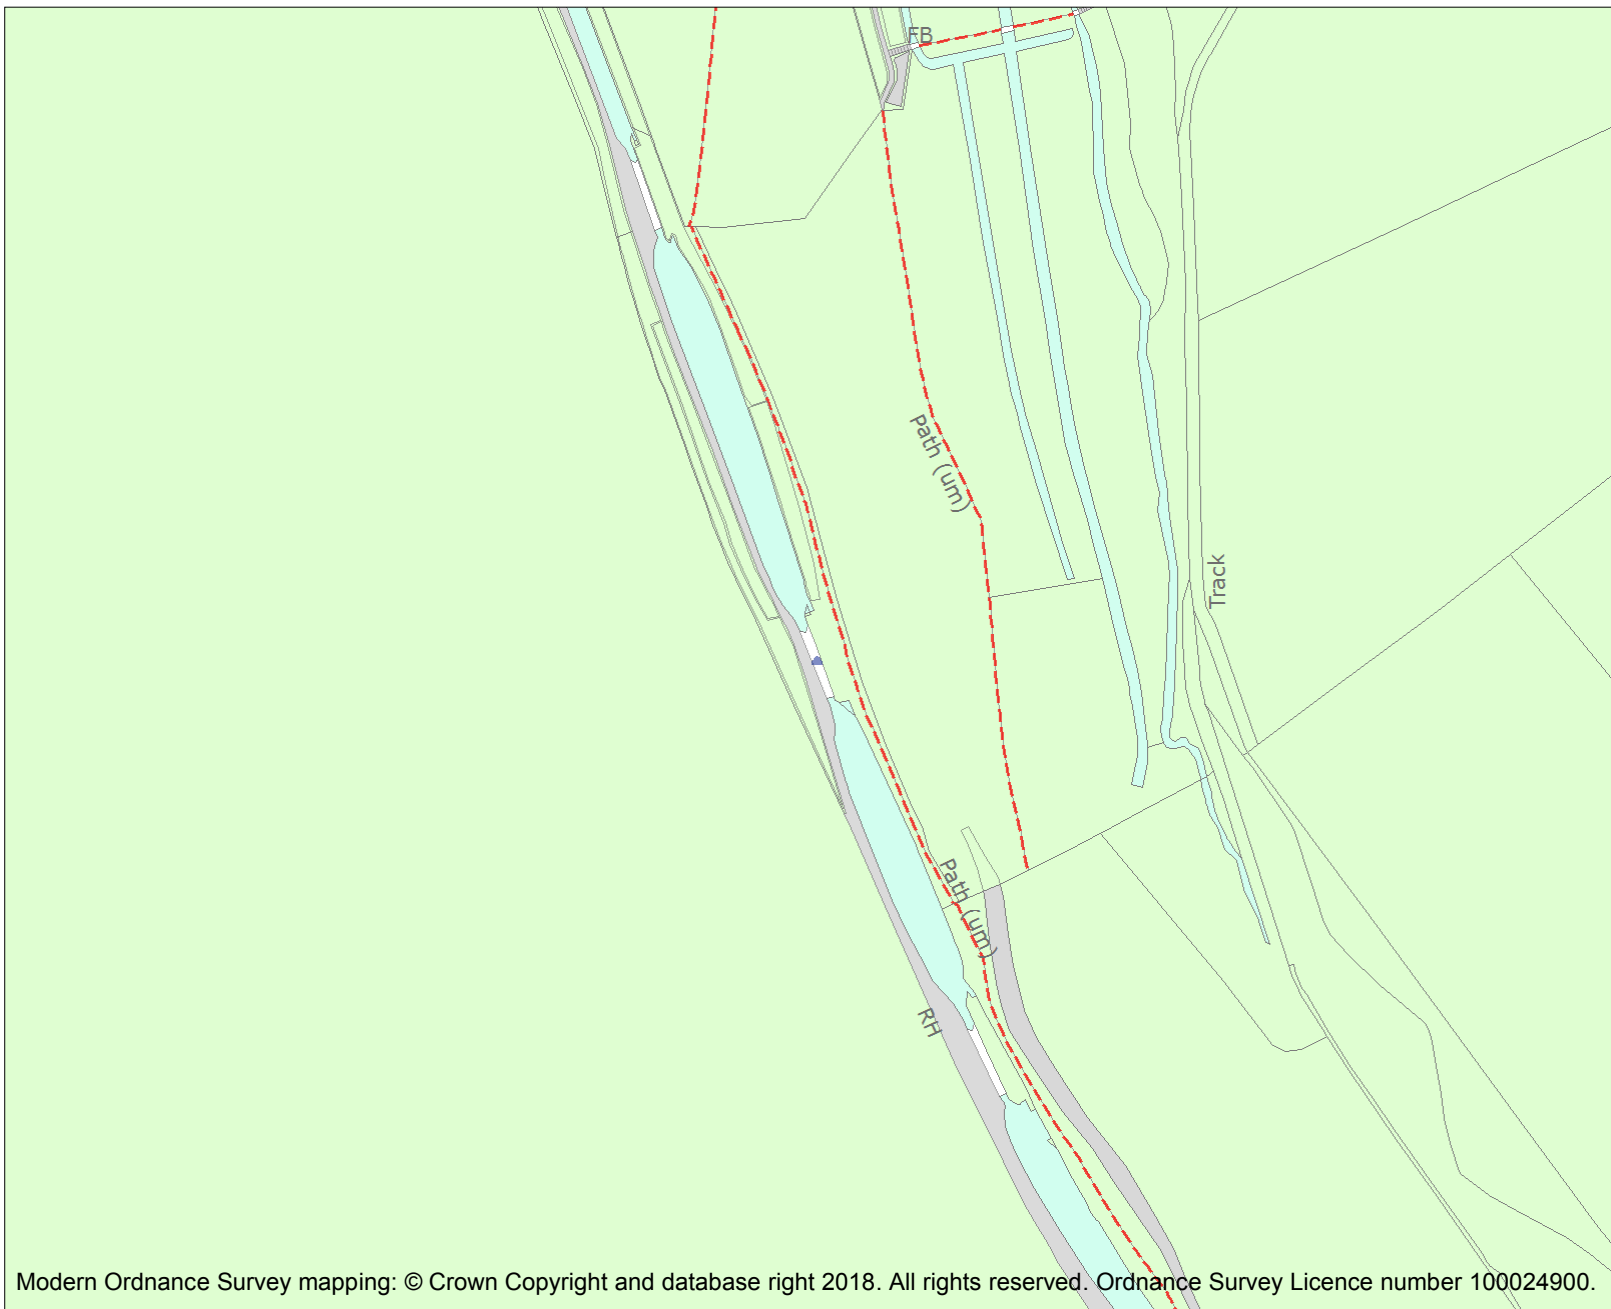 FB
Path (um)
Track
Path (um)
RH
Modern Ordnance Survey mapping: © Crown Copyright and database right 2018. All rights reserved. Ordnance Survey Licence number 100024900.